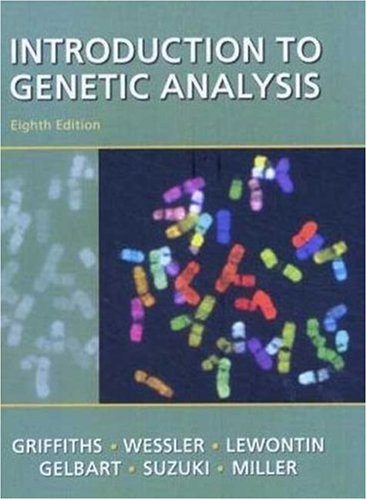 INTRODUCTION TO
GENETIC ANALYSIS
Eighth Edition
GRIFFITHS • WESSLER • LEWONTIN
GELBART • SUZUKI • MILLER